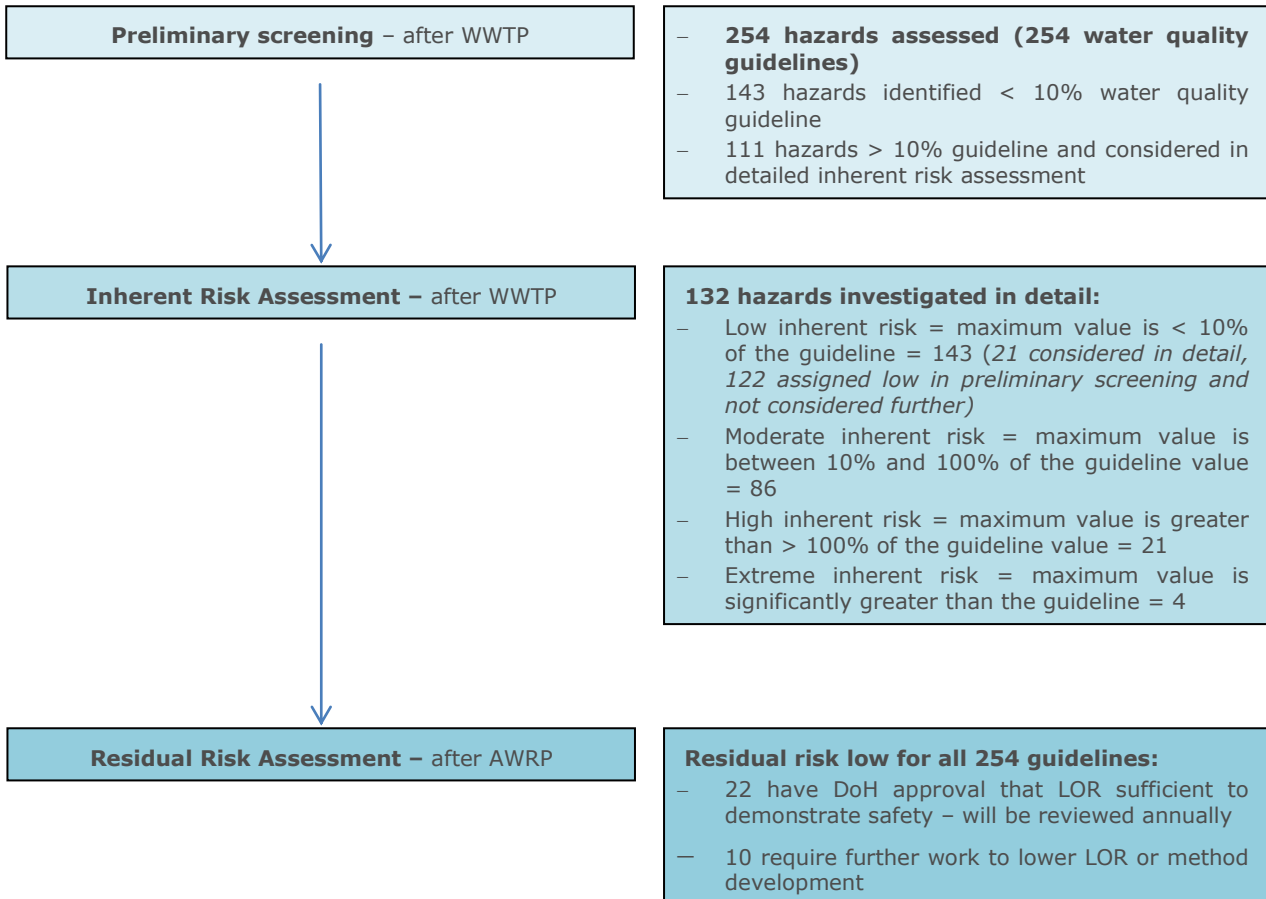 Preliminary screening – after WWTP
– 254 hazards assessed (254 water quality
guidelines)
– 143 hazards identified < 10% water quality
guideline
– 111 hazards > 10% guideline and considered in
detailed inherent risk assessment
Inherent Risk Assessment – after WWTP
132 hazards investigated in detail:
– Low inherent risk = maximum value is < 10%
of the guideline = 143 (21 considered in detail,
122 assigned low in preliminary screening and
not considered further)
– Moderate inherent risk = maximum value is
between 10% and 100% of the guideline value
= 86
– High inherent risk = maximum value is greater
than > 100% of the guideline value = 21
– Extreme inherent risk = maximum value is
significantly greater than the guideline = 4
Residual Risk Assessment – after AWRP
Residual risk low for all 254 guidelines:
– 22 have DoH approval that LOR sufficient to
demonstrate safety – will be reviewed annually
– 10 require further work to lower LOR or method
development